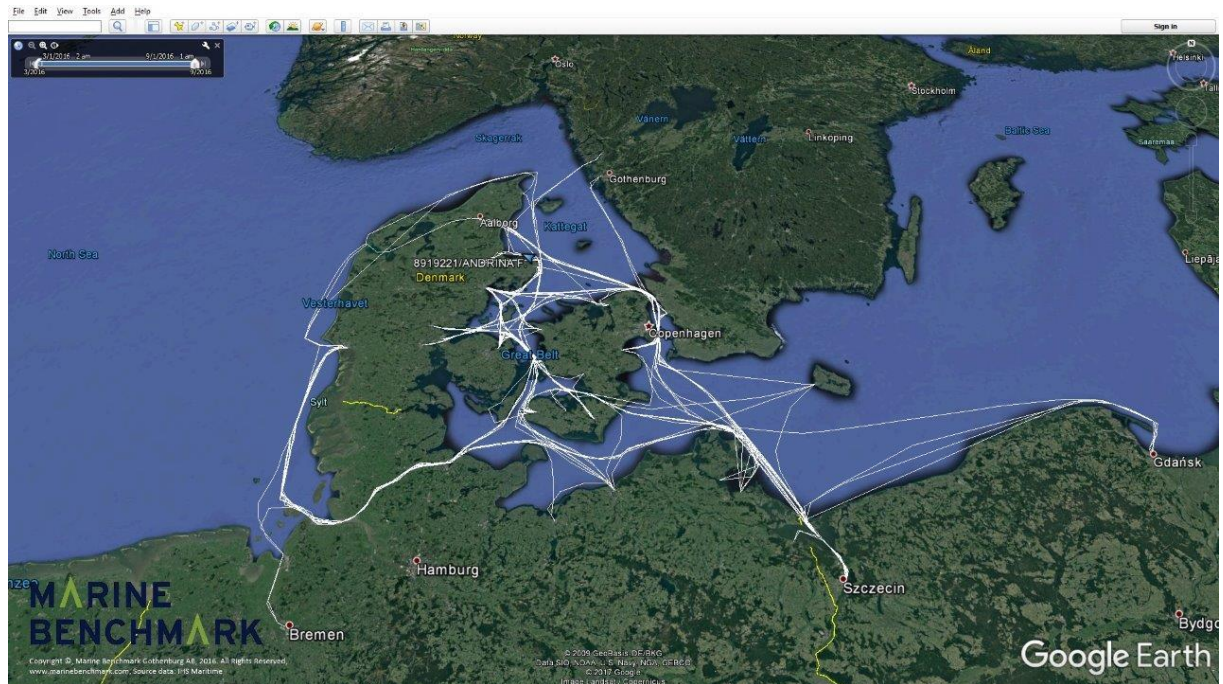 File Edit View Tools Add Help
Sign in
3/1/2016 - 2 am 9/1/2016 - 1 am
3/2016 9/2016
Norway
Oslo
Åland
Helsinki
Stockholm
Vänern
Vättern
Linkoping
Baltic Sea
Saaremaa
Skagerrak
Gothenburg
Aalborg
Kattegat
North Sea
8919221/ANDRINA F
Denmark
Liepāja
Vesterhavet
Copenhagen
Great Belt
Sylt
Gdańsk
Hamburg
Szczecin
Bremen
MARINE
BENCHMARK
Copyright ©, Marine Benchmark Gothenburg AB, 2016. All Rights Reserved,
www.marinebenchmark.com, Source data: IHS Maritime
© 2009 GeoBasis-DE/BKG
Data SIO, NOAA, U.S. Navy, NGA, GEBCO
© 2017 Google
Image Landsat / Copernicus
Google Earth